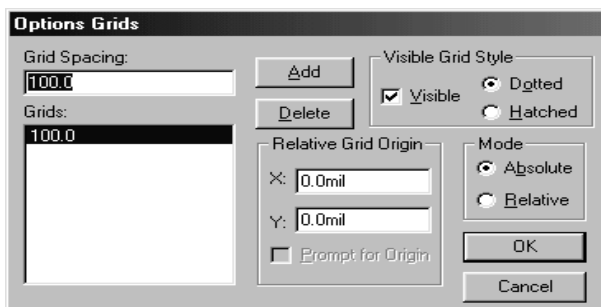 Options Grids
Grid Spacing:
100.0
Grids:
100.0
Add
Delete
Visible Grid Style
Visible
Dotted
Hatched
Relative Grid Origin
X: 0.0mil
Y: 0.0mil
Prompt for Origin
Mode
Absolute
Relative
OK
Cancel